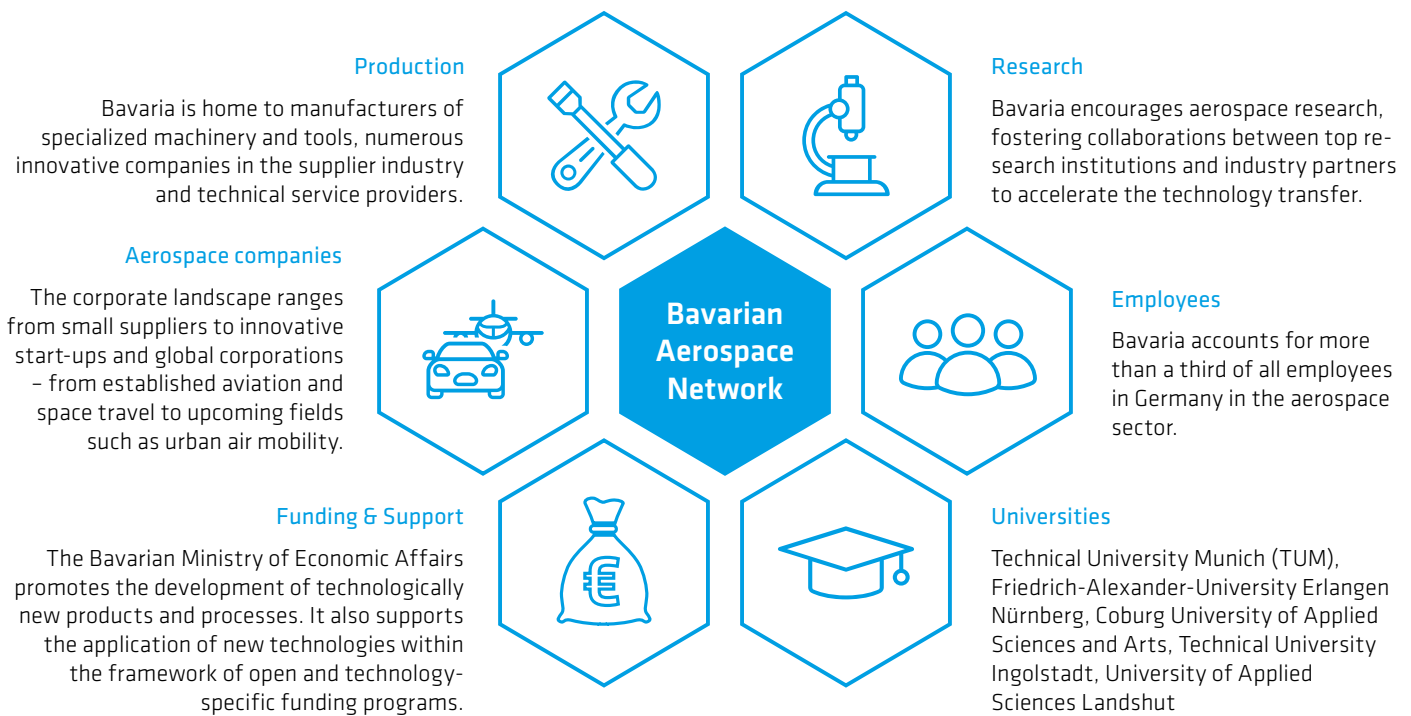 Production
Bavaria is home to manufacturers of
specialized machinery and tools, numerous
innovative companies in the supplier industry
and technical service providers.
Research
Bavaria encourages aerospace research,
fostering collaborations between top re-
search institutions and industry partners
to accelerate the technology transfer.
Aerospace companies
The corporate landscape ranges
from small suppliers to innovative
start-ups and global corporations
– from established aviation and
space travel to upcoming fields
such as urban air mobility.
Bavarian
Aerospace
Network
Employees
Bavaria accounts for more
than a third of all employees
in Germany in the aerospace
sector.
Funding & Support
The Bavarian Ministry of Economic Affairs
promotes the development of technologically
new products and processes. It also supports
the application of new technologies within
the framework of open and technology-
specific funding programs.
€
Universities
Technical University Munich (TUM),
Friedrich-Alexander-University Erlangen
Nürnberg, Coburg University of Applied
Sciences and Arts, Technical University
Ingolstadt, University of Applied
Sciences Landshut